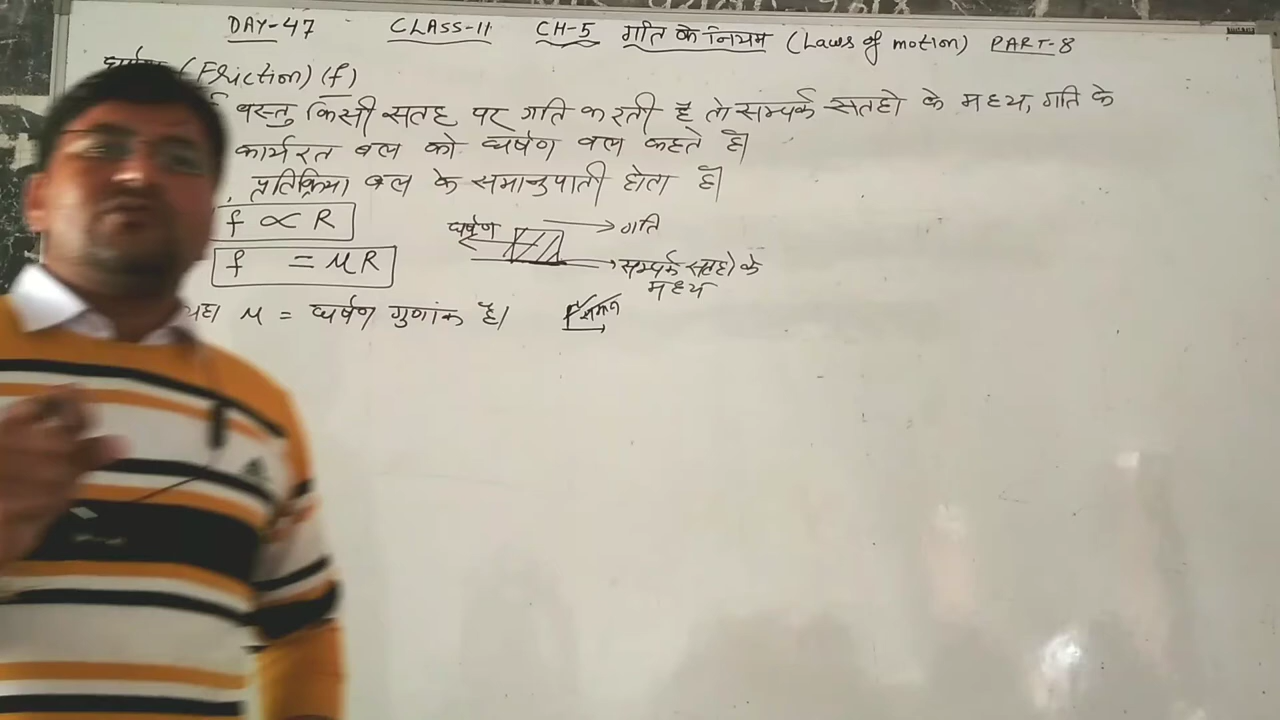 DAY-47 CLASS-11 CH-5 गति के नियम (Laws of motion) PART-8
(Friction) (f)
वस्तु किसी सतह पर गति करती है तो सम्पर्क सतहो के मध्य, गति के
कार्यरत बल को घर्षण बल कहते है।
प्रतिक्रिया बल के समानुपाती होता है।
f ∝ R
घर्षण गति
f = μR
सम्पर्क सतहो के
मध्य
यहा μ = घर्षण गुणांक है।